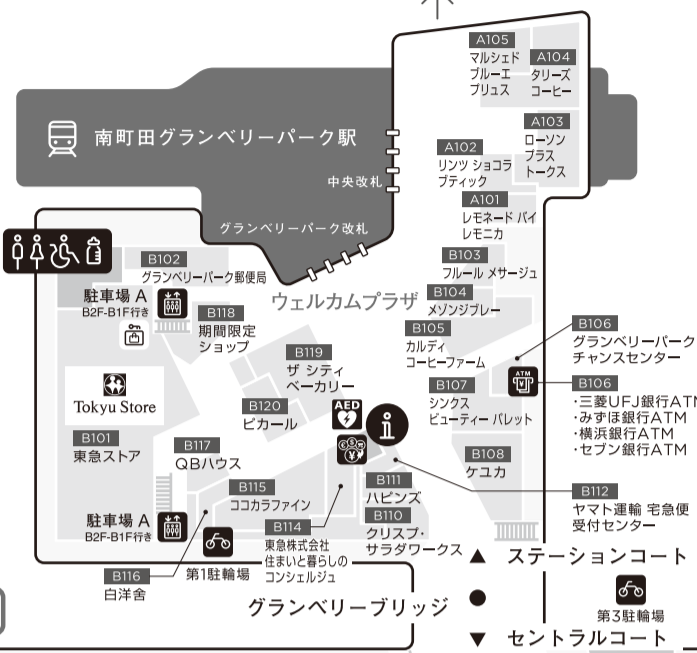 A105
マルシェド
ブルーエ
プリュス
A104
タリーズ
コーヒー
A103
ローソン
プラス
トークス
南町田グランベリーパーク駅
中央改札
グランベリーパーク改札
A102
リンツ ショコラ
ブティック
A101
レモネード バイ
レモニカ
B102
グランベリーパーク郵便局
駐車場 A
B2F-B1F行き
B103
フルール メサージュ
ウェルカムプラザ
B104
メゾンジブレー
B118
期間限定
ショップ
B105
カルディ
コーヒーファーム
B106
グランベリーパーク
チャンスセンター
B119
ザ シティ
ベーカリー
ATM
B106
・三菱UFJ銀行ATM
・みずほ銀行ATM
・横浜銀行ATM
・セブン銀行ATM
Tokyu Store
B107
シンクス
ビューティー パレット
B120
ピカール
AED
i
B101
東急ストア
B117
QBハウス
B108
ケユカ
B115
ココカラファイン
B111
ハピンズ
B112
ヤマト運輸 宅急便
受付センター
B110
クリスプ・
サラダワークス
駐車場 A
B2F-B1F行き
B114
東急株式会社
住まいと暮らしの
コンシェルジュ
B116
白洋舍
第1駐輪場
▲ ステーションコート
グランベリーブリッジ ●
第3駐輪場
▼ セントラルコート